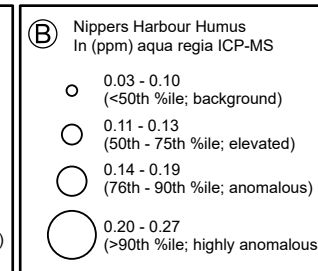 B
Nippers Harbour Humus
In (ppm) aqua regia ICP-MS
0.03 - 0.10
(<50th %ile; background)
0.11 - 0.13
(50th - 75th %ile; elevated)
0.14 - 0.19
(76th - 90th %ile; anomalous)
0.20 - 0.27
(>90th %ile; highly anomalous
)